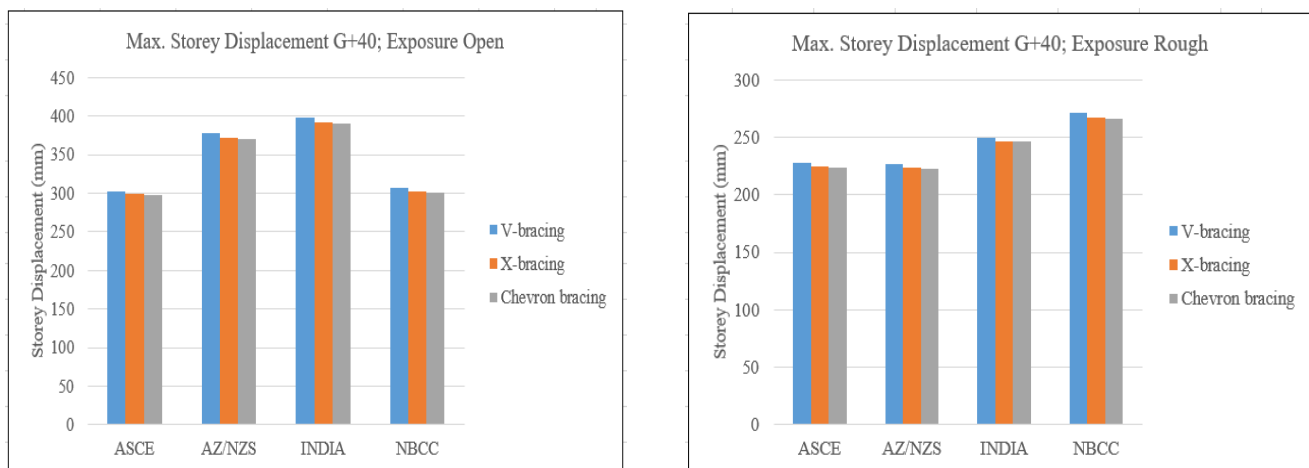 Max. Storey Displacement G+40; Exposure Open
Storey Displacement (mm)
450
400
350
300
250
200
150
100
50
0
ASCE
AZ/NZS
INDIA
NBCC
V-bracing
X-bracing
Chevron bracing
Max. Storey Displacement G+40; Exposure Rough
Storey Displacement (mm)
300
250
200
150
100
50
0
ASCE
AZ/NZS
INDIA
NBCC
V-bracing
X-bracing
Chevron bracing